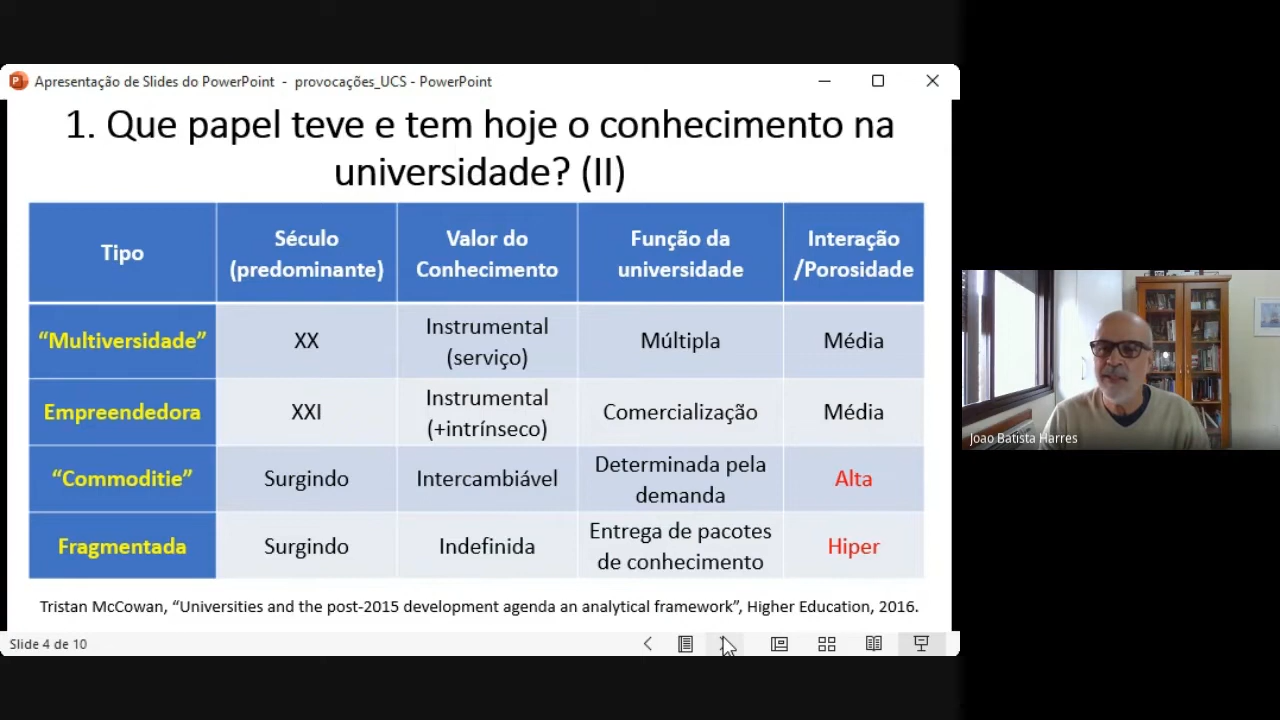 Apresentação de Slides do PowerPoint - provocações_UCS - PowerPoint
1. Que papel teve e tem hoje o conhecimento na
universidade? (II)
Tipo
Século
(predominante)
Valor do
Conhecimento
Função da
universidade
Interação
/Porosidade
“Multiversidade”
XX
Instrumental
(serviço)
Múltipla
Média
Empreendedora
XXI
Instrumental
(+intrínseco)
Comercialização
Média
“Commoditie”
Surgindo
Intercambiável
Determinada pela
demanda
Alta
Fragmentada
Surgindo
Indefinida
Entrega de pacotes
de conhecimento
Hiper
Tristan McCowan, “Universities and the post-2015 development agenda an analytical framework”, Higher Education, 2016.
Slide 4 de 10
Joao Batista Harres